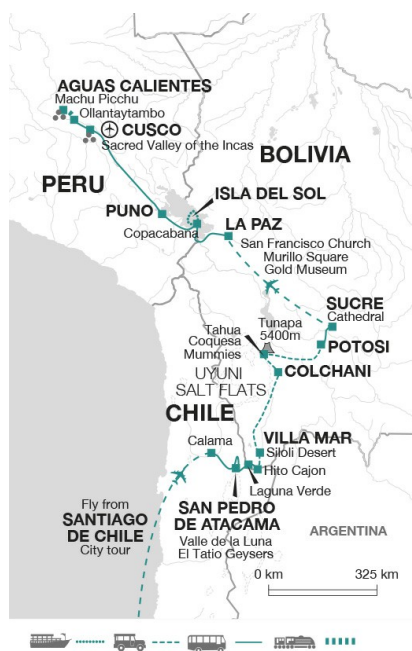 AGUAS CALIENTES
Machu Picchu
Ollantaytambo
CUSCO
Sacred Valley of the Incas
BOLIVIA
PERU
ISLA DEL SOL
PUNO
LA PAZ
Copacabana
San Francisco Church
Murillo Square
Gold Museum
SUCRE
Cathedral
Tahua
Coquesa
Mummies
Tunapa
5400m
POTOSI
UYUNI
SALT FLATS
COLCHANI
CHILE
Calama
VILLA MAR
Silóli Desert
Hito Cajon
Laguna Verde
Fly from
SANTIAGO
DE CHILE
City tour
SAN PEDRO
DE ATACAMA
Valle de la Luna
El Tatio Geysers
ARGENTINA
0 km
325 km